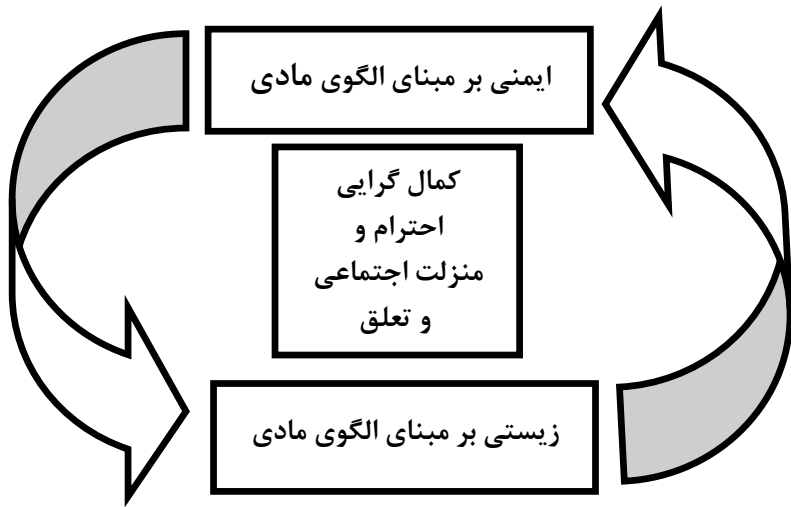 ایمنی بر مبنای الگوی مادی
کمال گرایی
احترام و
منزلت اجتماعی
و تعلق
زیستی بر مبنای الگوی مادی